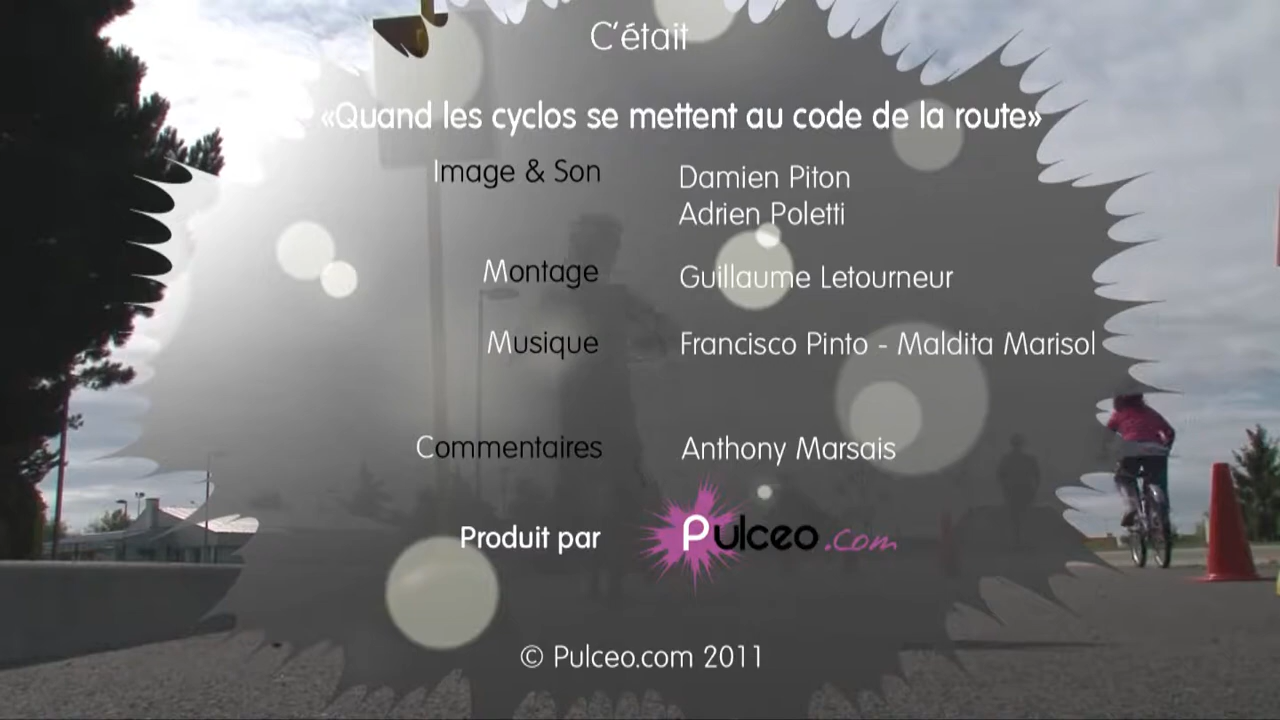 C'était
«Quand les cyclos se mettent au code de la route»
Image & Son Damien Piton
Adrien Poletti
Montage Guillaume Letourneur
Musique Francisco Pinto - Maldita Marisol
Commentaires Anthony Marsais
Produit par Pulceo.com
© Pulceo.com 2011